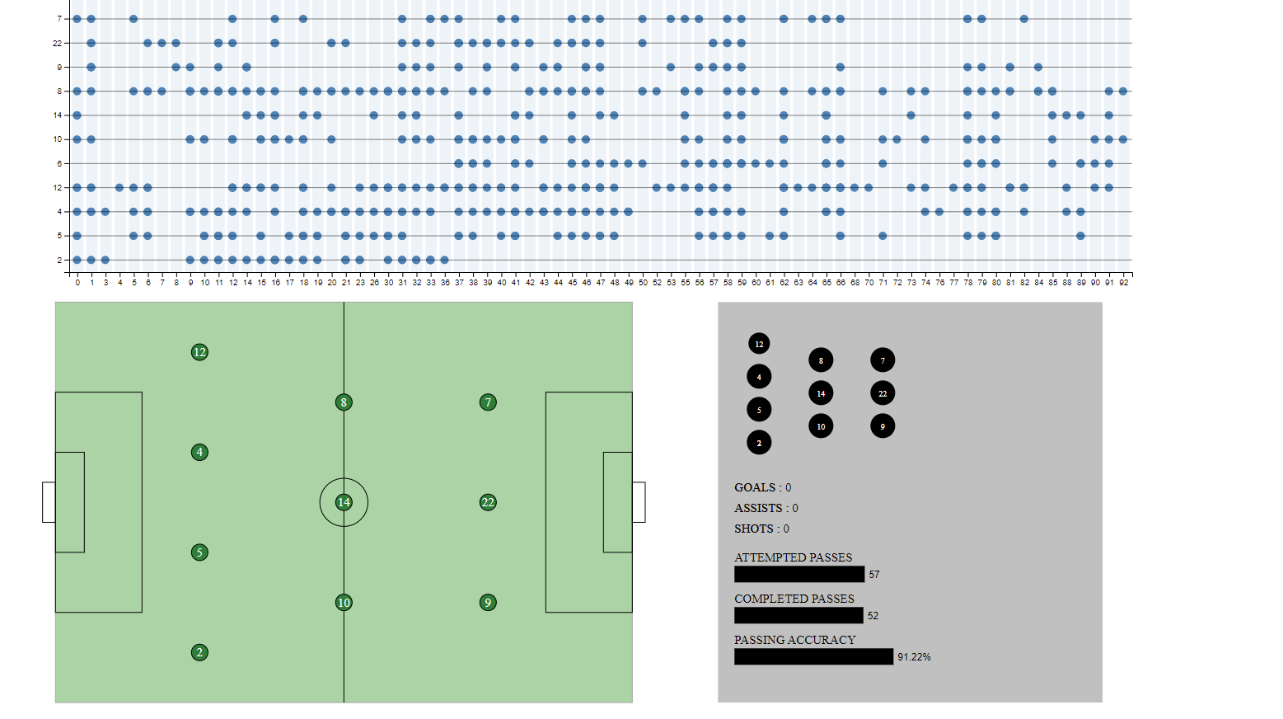 7
22
9
8
14
10
6
12
4
5
2
0 1 3 4 5 6 7 8 9 10 11 12 14 15 16 17 18 19 20 21 23 26 30 31 32 33 36 37 38 39 40 41 42 43 44 45 46 47 48 49 50 52 53 54 55 56 57 58 59 60 61 62 63 64 65 66 68 70 71 72 73 74 76 77 78 79 80 81 82 84 85 88 89 90 91 92
12 8 7
4 14 22
5 10 9
2
12
8 7
4
14 22
5
10 9
2
GOALS : 0
ASSISTS : 0
SHOTS : 0
ATTEMPTED PASSES
57
COMPLETED PASSES
52
PASSING ACCURACY
91.22%